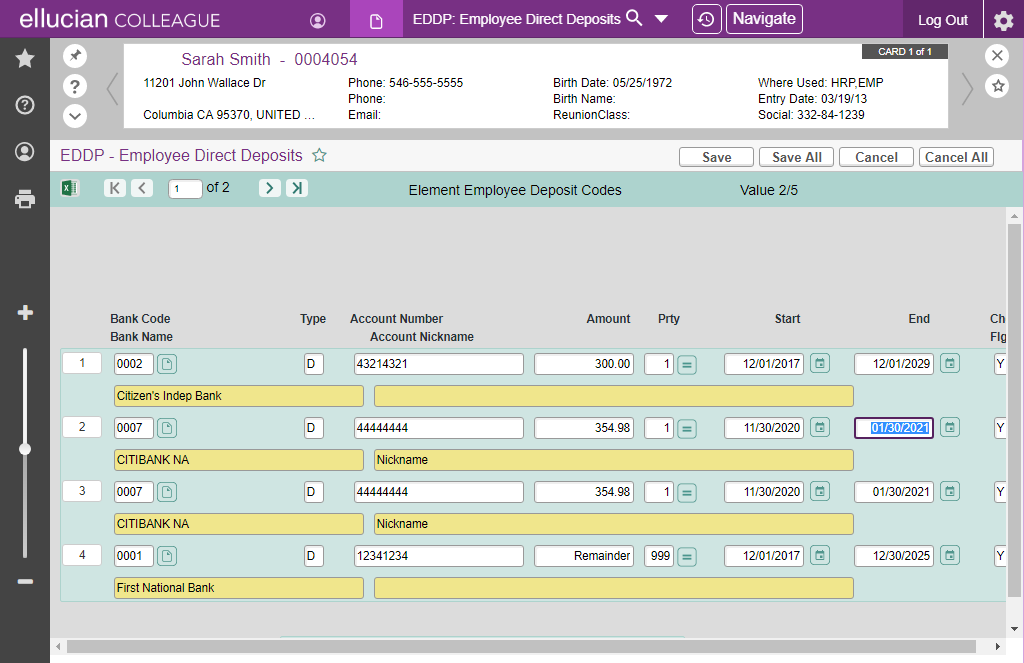 ellucian COLLEAGUE EDDP: Employee Direct Deposits Navigate Log Out
CARD 1 of 1
Sarah Smith - 0004054
11201 John Wallace Dr Phone: 546-555-5555 Birth Date: 05/25/1972 Where Used: HRP,EMP
Phone: Birth Name: Entry Date: 03/19/13
Columbia CA 95370, UNITED ... Email: ReunionClass: Social: 332-84-1239
EDDP - Employee Direct Deposits Save Save All Cancel Cancel All
1 of 2 Element Employee Deposit Codes Value 2/5
Bank Code Type Account Number Amount Prty Start End Ch
Bank Name Account Nickname Flg
1 0002 D 43214321 300.00 1 12/01/2017 12/01/2029 Y
Citizen's Indep Bank
2 0007 D 44444444 354.98 1 11/30/2020 01/30/2021 Y
CITIBANK NA Nickname
3 0007 D 44444444 354.98 1 11/30/2020 01/30/2021 Y
CITIBANK NA Nickname
4 0001 D 12341234 Remainder 999 12/01/2017 12/30/2025 Y
First National Bank